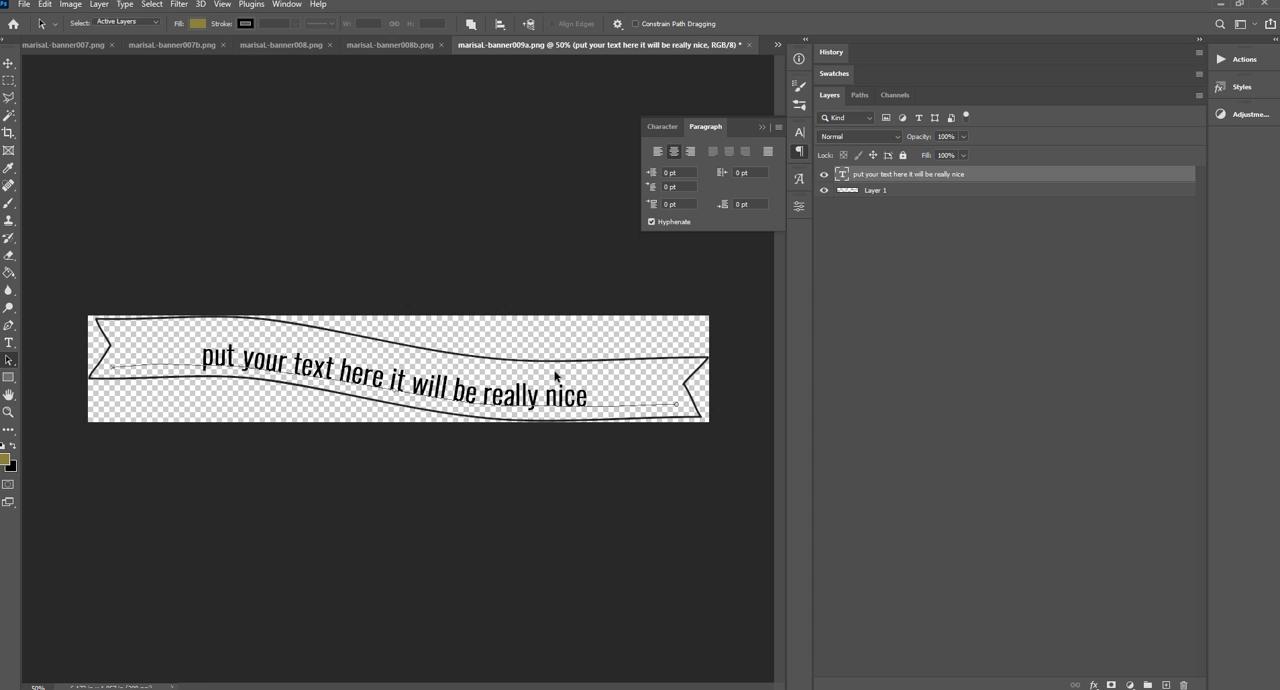 File Edit Image Layer Type Select Filter 3D View Plugins Window Help
Select: Active Layers Fill: Stroke: W: H: Align Edges Constrain Path Dragging
marisaL-banner007.png × marisaL-banner007b.png × marisaL-banner008.png × marisaL-banner008b.png × marisaL-banner009a.png @ 50% (put your text here it will be really nice, RGB/8) * ×
History
Swatches
Layers Paths Channels
Actions
Styles
Adjustme...
Kind
Normal Opacity: 100%
Lock: Fill: 100%
put your text here it will be really nice
Layer 1
Character Paragraph
0 pt 0 pt
0 pt
0 pt 0 pt
Hyphenate
put your text here it will be really nice
50%